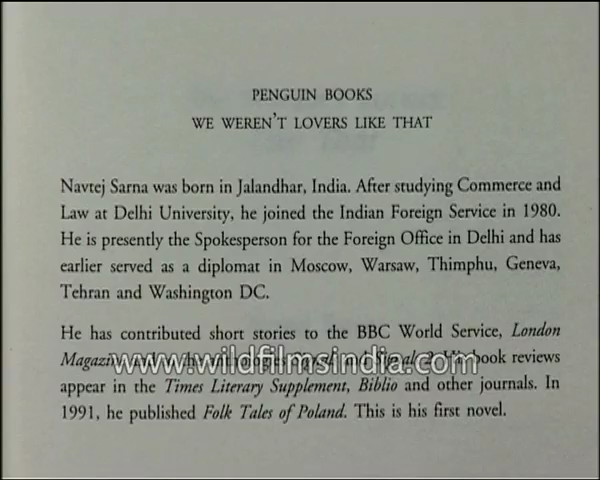 PENGUIN BOOKS
WE WEREN'T LOVERS LIKE THAT
Navtej Sarna was born in Jalandhar, India. After studying Commerce and
Law at Delhi University, he joined the Indian Foreign Service in 1980.
He is presently the Spokesperson for the Foreign Office in Delhi and has
earlier served as a diplomat in Moscow, Warsaw, Thimphu, Geneva,
Tehran and Washington DC.
He has contributed short stories to the BBC World Service, London
Magazine book reviews
www.wildfilmsindia.com
appear in the Times Literary Supplement, Biblio and other journals. In
1991, he published Folk Tales of Poland. This is his first novel.